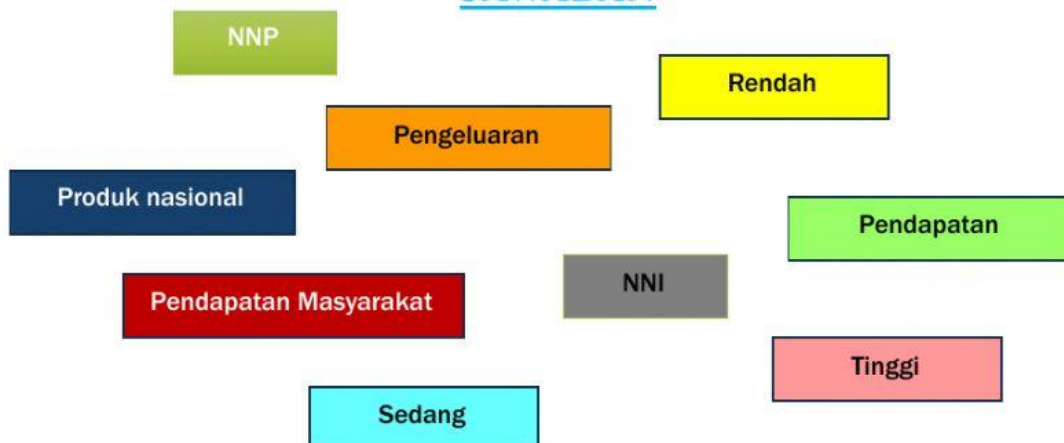 NNP
Rendah
Pengeluaran
Produk nasional
Pendapatan
NNI
Pendapatan Masyarakat
Tinggi
Sedang